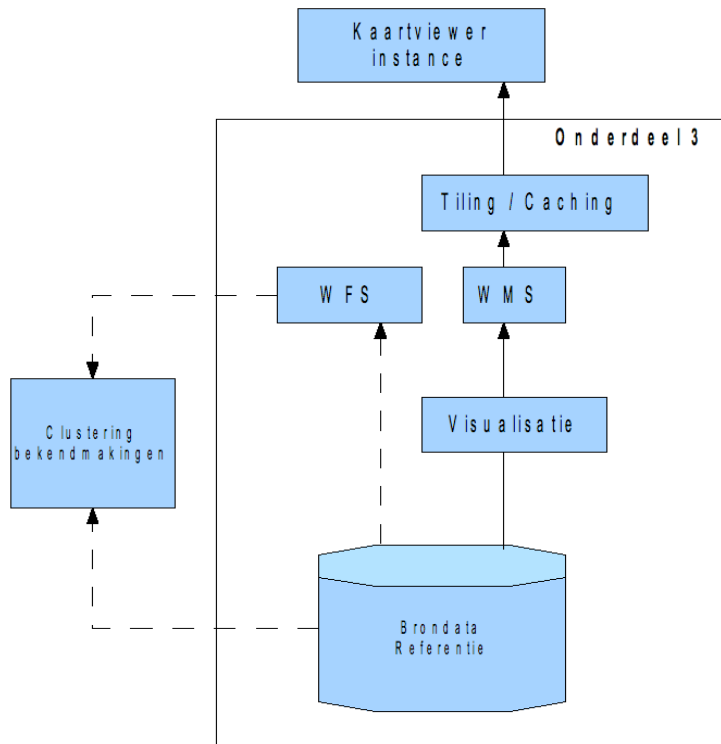 Kaartviewer
instance
Onderdeel 3
Tiling / Caching
WFS
WMS
Clustering
bekendmakingen
Visualisatie
Brondata
Referentie